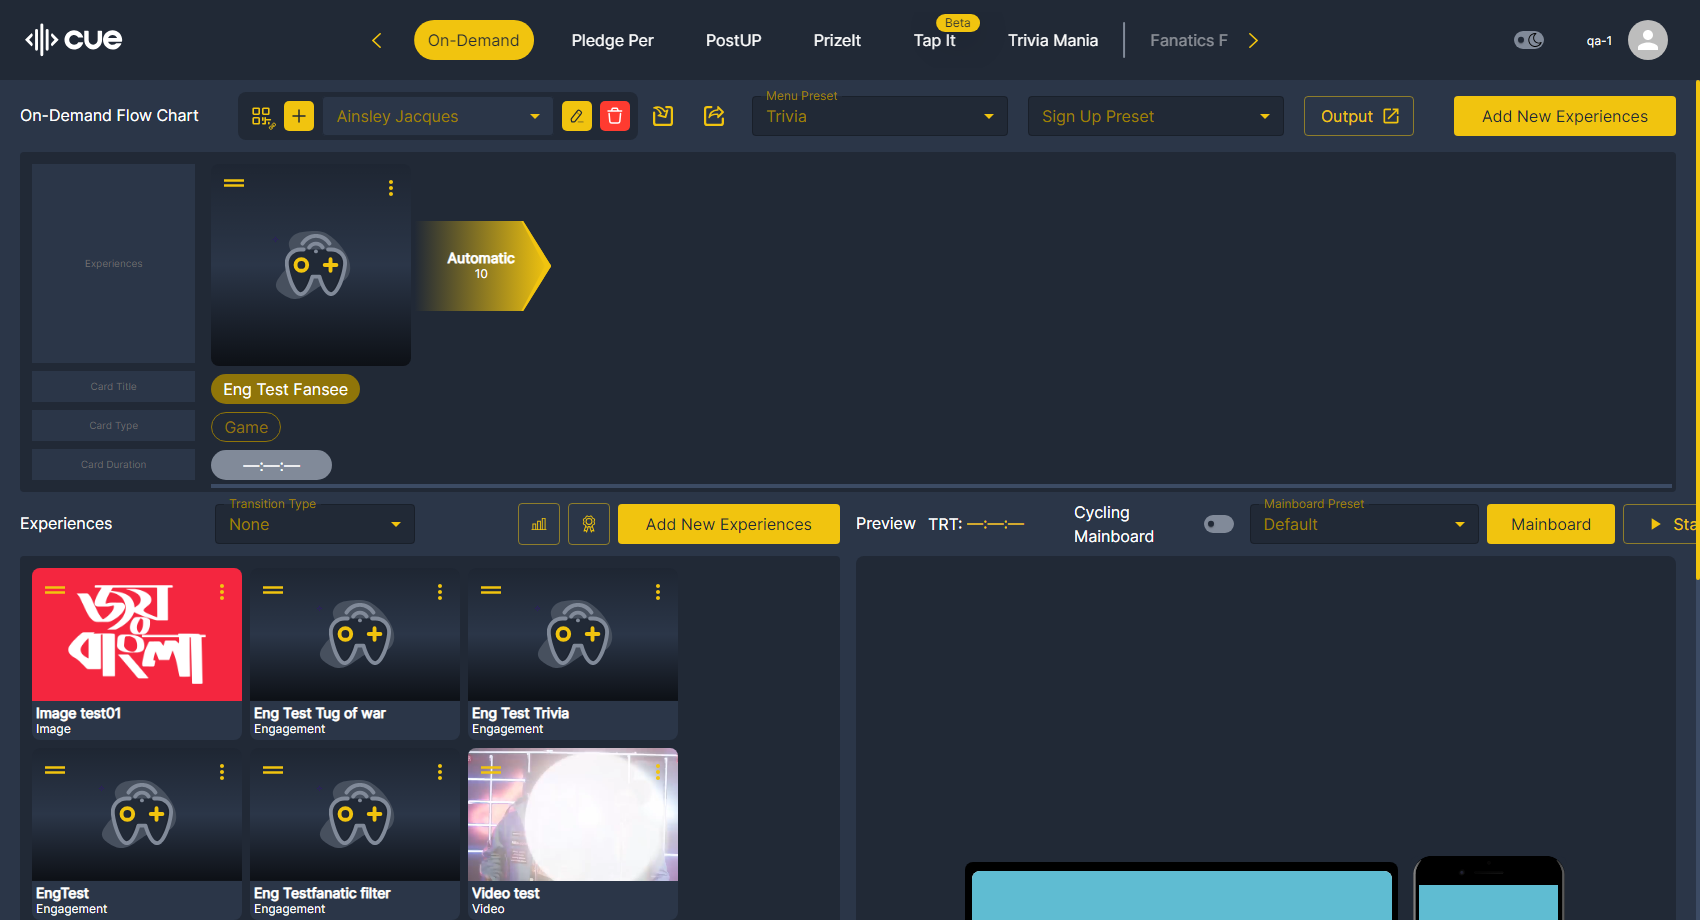 cue
On-Demand
Pledge Per
PostUP
PrizeIt
Beta
Tap It
Trivia Mania
Fanatics F
qa-1
On-Demand Flow Chart
Ainsley Jacques
Menu Preset
Trivia
Sign Up Preset
Output
Add New Experiences
Experiences
Automatic
10
Card Title
Eng Test Fansee
Card Type
Game
Card Duration
—:—:—
Experiences
Transition Type
None
Add New Experiences
Preview
TRT: —:—:—
Cycling
Mainboard
Mainboard Preset
Default
Mainboard
Sta
জয়
বাংলা
Image test01
Image
Eng Test Tug of war
Engagement
Eng Test Trivia
Engagement
EngTest
Engagement
Eng Testfanatic filter
Engagement
Video test
Video